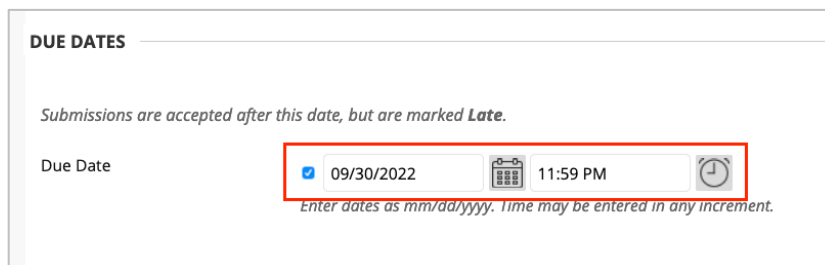 DUE DATES
Submissions are accepted after this date, but are marked Late.
Due Date 09/30/2022 11:59 PM
Enter dates as mm/dd/yyyy. Time may be entered in any increment.